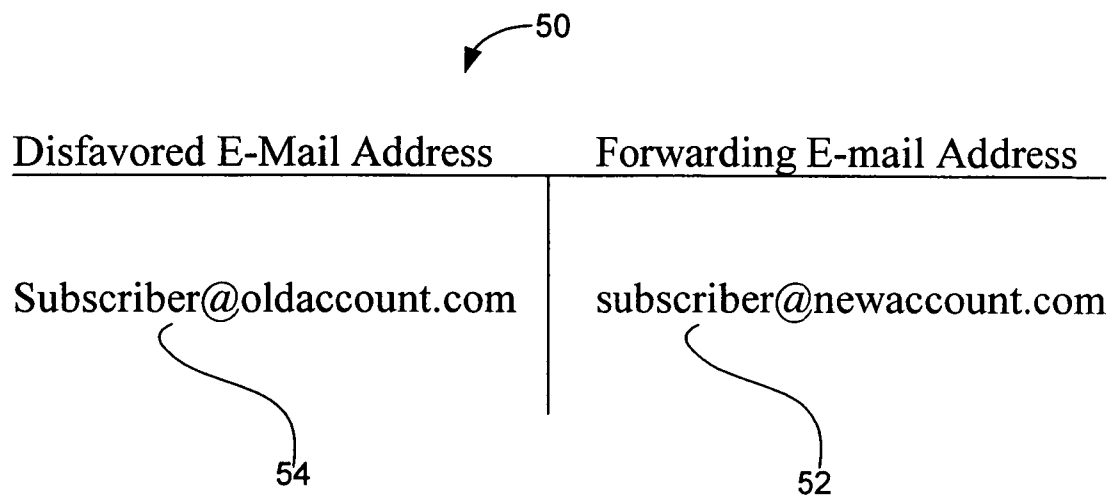 50
Disfavored E-Mail Address Forwarding E-mail Address
Subscriber@oldaccount.com subscriber@newaccount.com
54 52